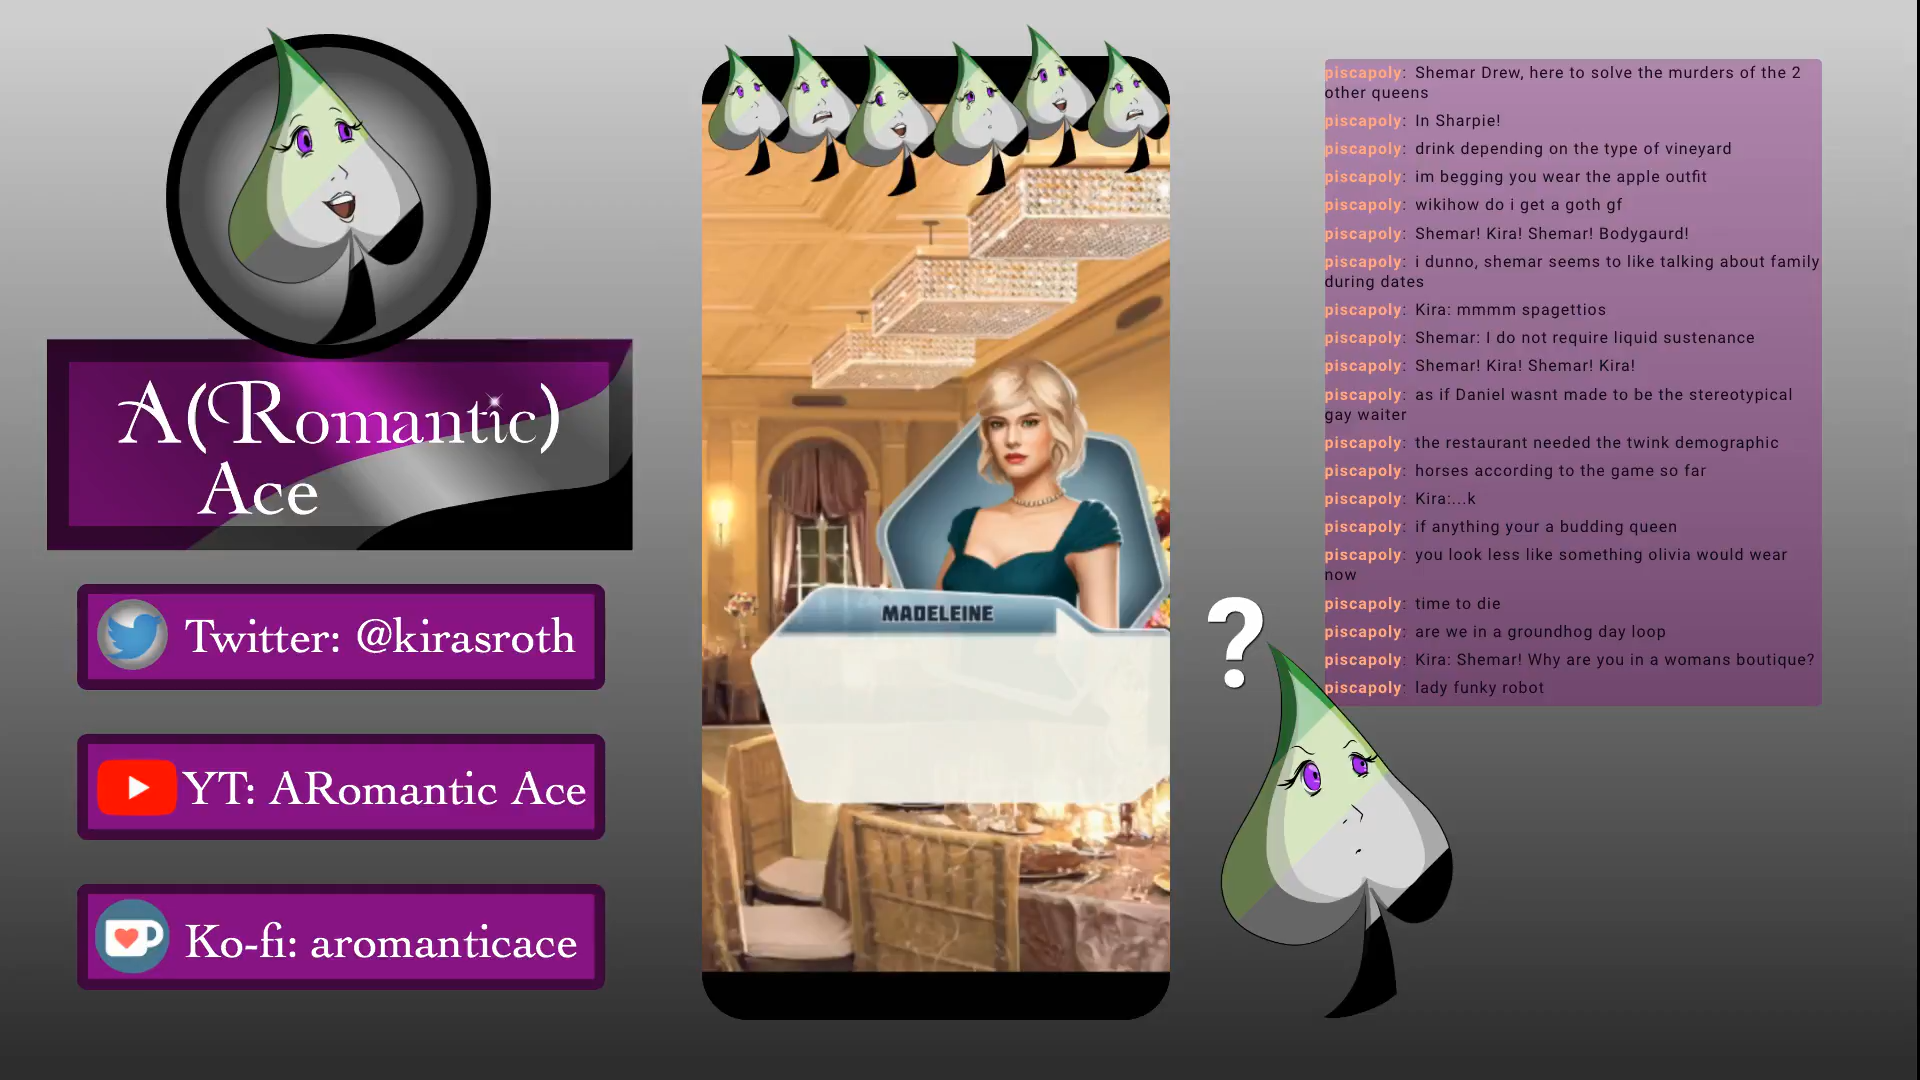 A(Romantic)
Ace
Twitter: @kirasroth
YT: ARomantic Ace
Ko-fi: aromanticace
MADELEINE
?
piscapoly: Shemar Drew, here to solve the murders of the 2
other queens
piscapoly: In Sharpie!
piscapoly: drink depending on the type of vineyard
piscapoly: im begging you wear the apple outfit
piscapoly: wikihow do i get a goth gf
piscapoly: Shemar! Kira! Shemar! Bodygaurd!
piscapoly: i dunno, shemar seems to like talking about family
during dates
piscapoly: Kira: mmmm spagettios
piscapoly: Shemar: I do not require liquid sustenance
piscapoly: Shemar! Kira! Shemar! Kira!
piscapoly: as if Daniel wasnt made to be the stereotypical
gay waiter
piscapoly: the restaurant needed the twink demographic
piscapoly: horses according to the game so far
piscapoly: Kira:...k
piscapoly: if anything your a budding queen
piscapoly: you look less like something olivia would wear
now
piscapoly: time to die
piscapoly: are we in a groundhog day loop
piscapoly: Kira: Shemar! Why are you in a womans boutique?
piscapoly: lady funky robot